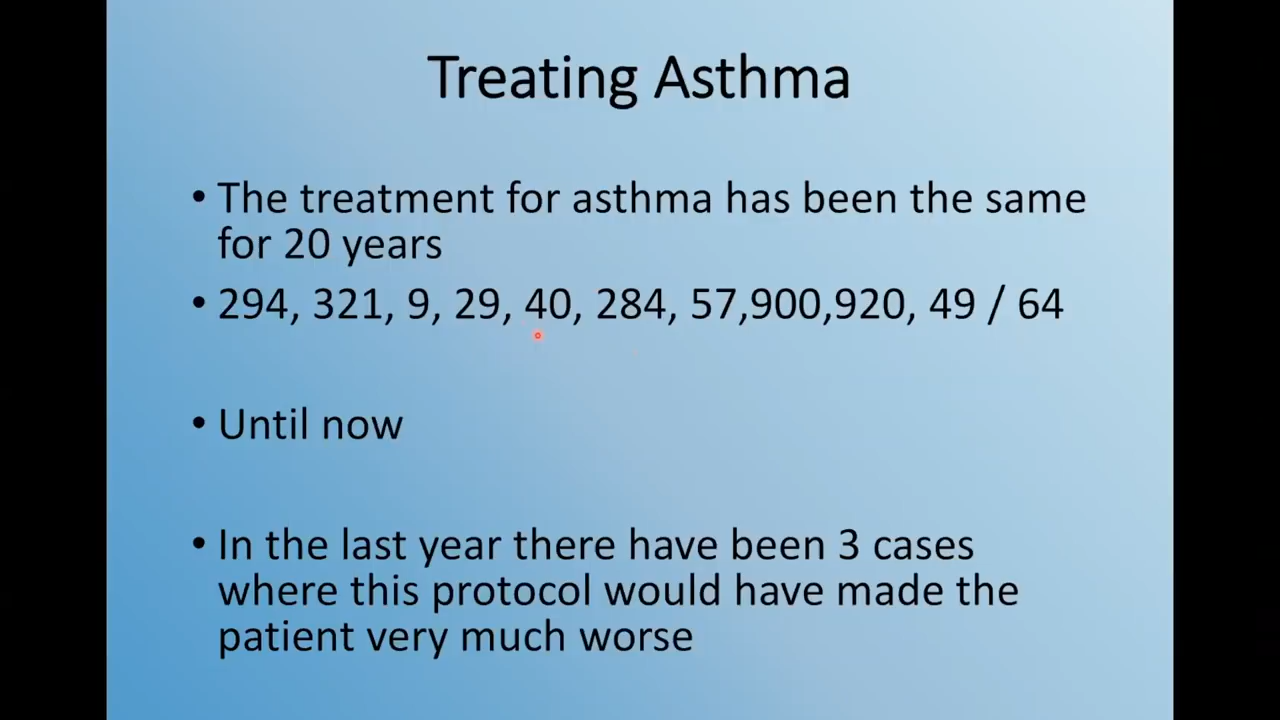 Treating Asthma
• The treatment for asthma has been the same
for 20 years
• 294, 321, 9, 29, 40, 284, 57,900,920, 49 / 64
• Until now
• In the last year there have been 3 cases
where this protocol would have made the
patient very much worse